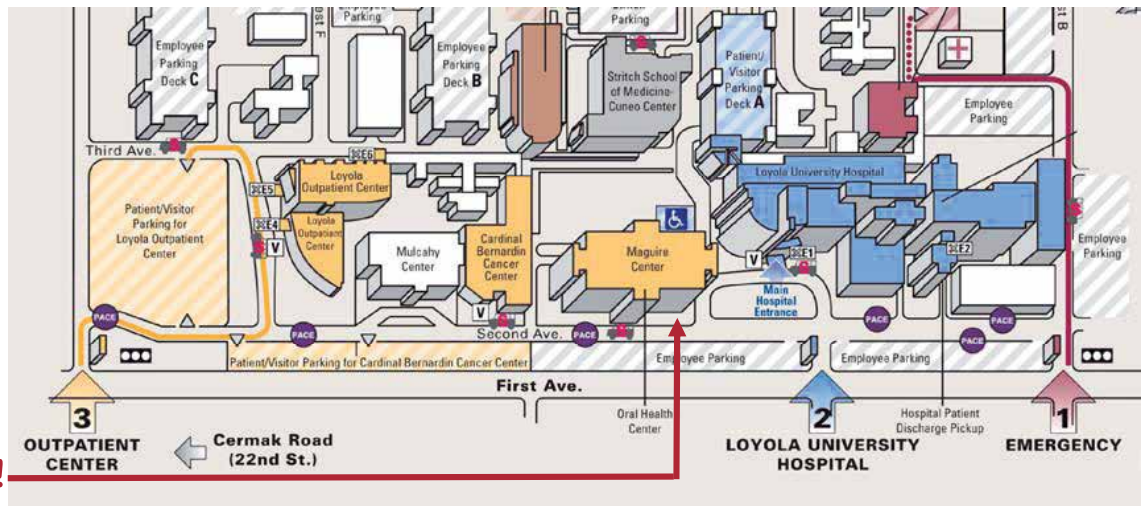 Parking
Parking
est F
st B
Employee
Parking
Deck C
Employee
Parking
Deck B
Stritch School
of Medicine-
Cuneo Center
Patient/
Visitor
Parking
Deck A
Employee
Parking
Third Ave.
E6
Loyola
Outpatient Center
Loyola University Hospital
E5
E4
V
Patient/Visitor
Parking for
Loyola Outpatient
Center
Loyola
Outpatient
Center
Mulcahy
Center
Cardinal
Bernardin
Cancer
Center
Maguire
Center
V
E1
E2
Employee
Parking
Main
Hospital
Entrance
PACE
PACE
V
Second Ave.
PACE
PACE
PACE
PACE
Patient/Visitor Parking for Cardinal Bernardin Cancer Center
Employee Parking
Employee Parking
First Ave.
3
OUTPATIENT
CENTER
Cermak Road
(22nd St.)
Oral Health
Center
2
LOYOLA UNIVERSITY
HOSPITAL
Hospital Patient
Discharge Pickup
1
EMERGENCY
!